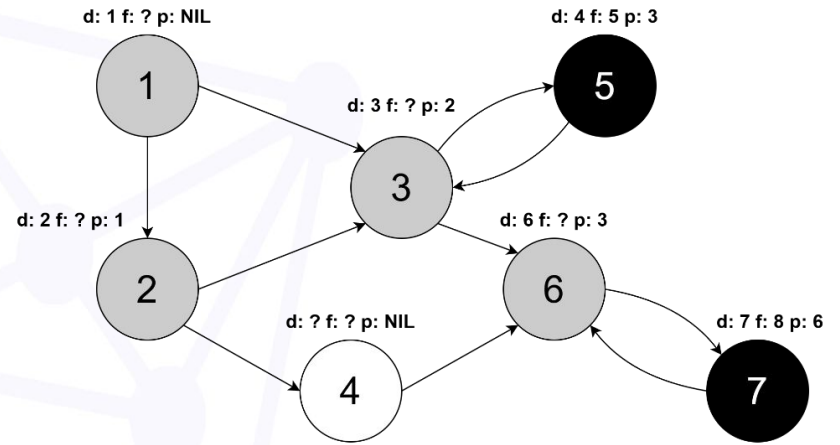 d: 1 f: ? p: NIL
1
d: 4 f: 5 p: 3
5
d: 3 f: ? p: 2
3
d: 2 f: ? p: 1
2
d: 6 f: ? p: 3
6
d: ? f: ? p: NIL
4
d: 7 f: 8 p: 6
7